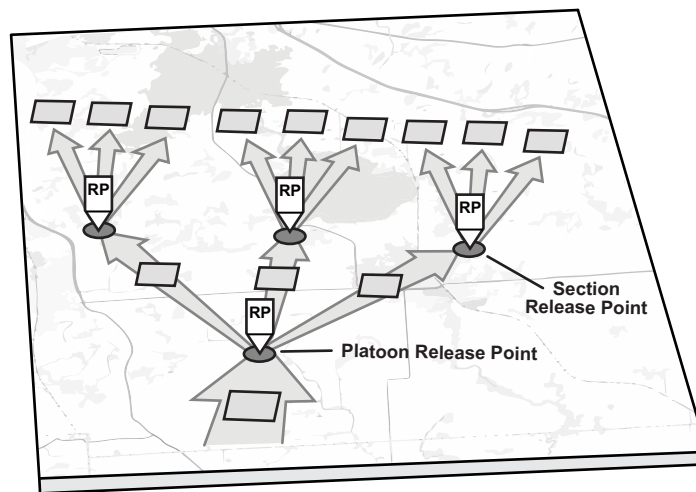 RP
RP
RP
Section
Release Point
RP
Platoon Release Point